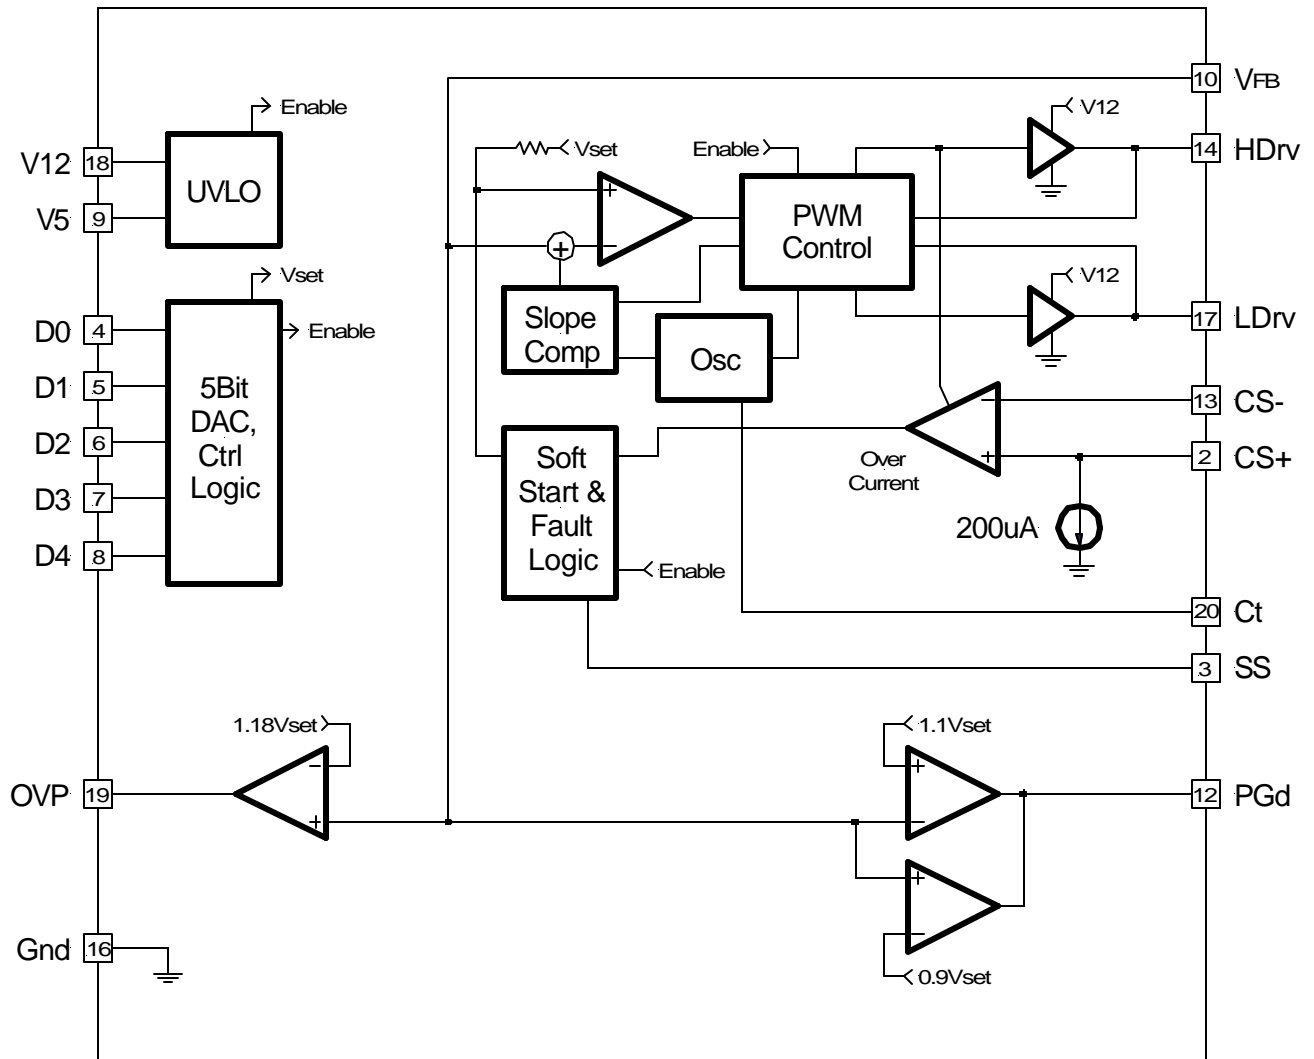 10 VFB
Enable
V12
V12 18
Vset
Enable
14 HDrv
UVLO
V5 9
+
PWM
Control
−
+
Vset
V12
D0 4
Enable
Slope
Comp
17 LDrv
Osc
D1 5
5Bit
DAC,
Ctrl
Logic
−
13 CS-
D2 6
Soft
Start &
Fault
Logic
Over
Current
+
2 CS+
D3 7
200uA
D4 8
Enable
20 Ct
3 SS
1.18Vset
1.1Vset
−
+
OVP 19
12 PGd
+
−
+
−
Gnd 16
0.9Vset